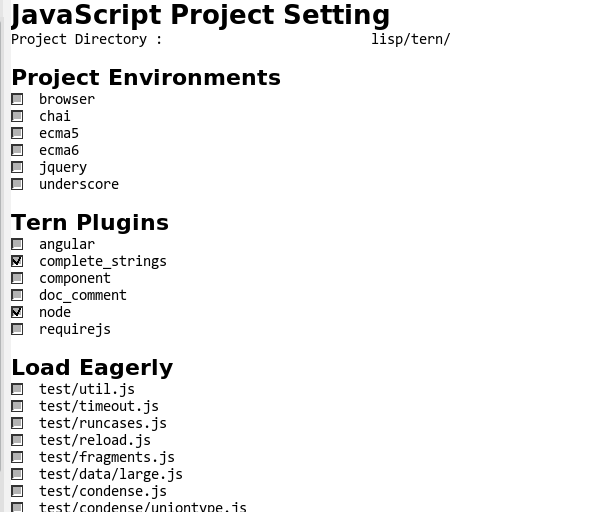 JavaScript Project Setting
Project Directory : lisp/tern/
Project Environments
browser
chai
ecma5
ecma6
jquery
underscore
Tern Plugins
angular
complete_strings
component
doc_comment
node
requirejs
Load Eagerly
test/util.js
test/timeout.js
test/runcases.js
test/reload.js
test/fragments.js
test/data/large.js
test/condense.js
test/condense/uniontype.js